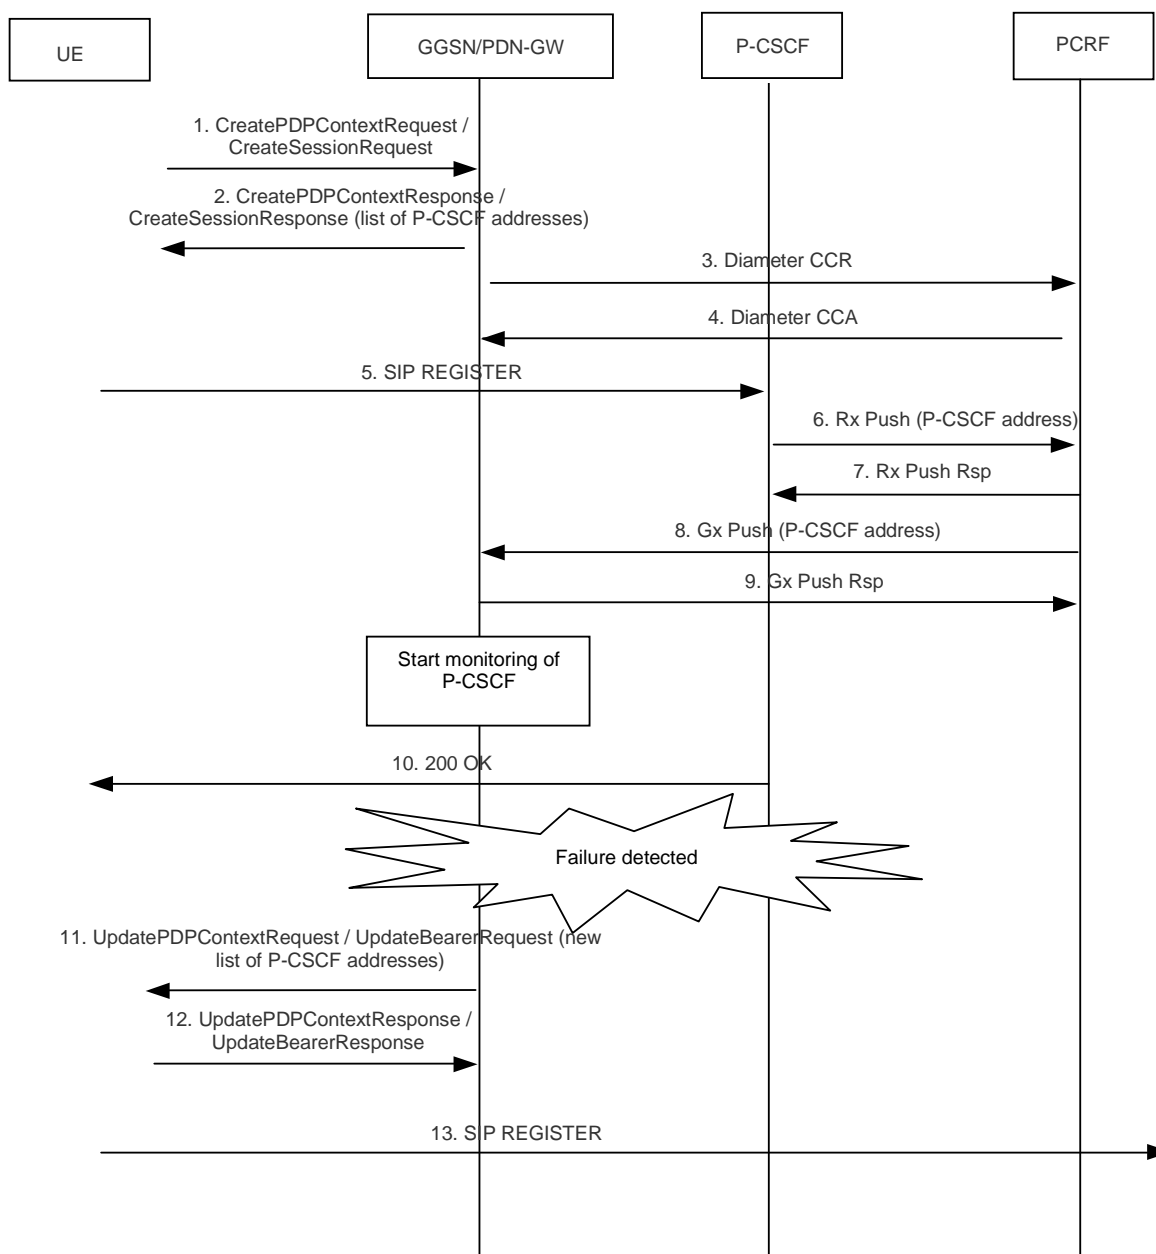 UE
GGSN/PDN-GW
P-CSCF
PCRF
1. CreatePDPContextRequest /
CreateSessionRequest
2. CreatePDPContextResponse /
CreateSessionResponse (list of P-CSCF addresses)
3. Diameter CCR
4. Diameter CCA
5. SIP REGISTER
6. Rx Push (P-CSCF address)
7. Rx Push Rsp
8. Gx Push (P-CSCF address)
9. Gx Push Rsp
Start monitoring of
P-CSCF
10. 200 OK
Failure detected
11. UpdatePDPContextRequest / UpdateBearerRequest (new
list of P-CSCF addresses)
12. UpdatePDPContextResponse /
UpdateBearerResponse
13. SIP REGISTER